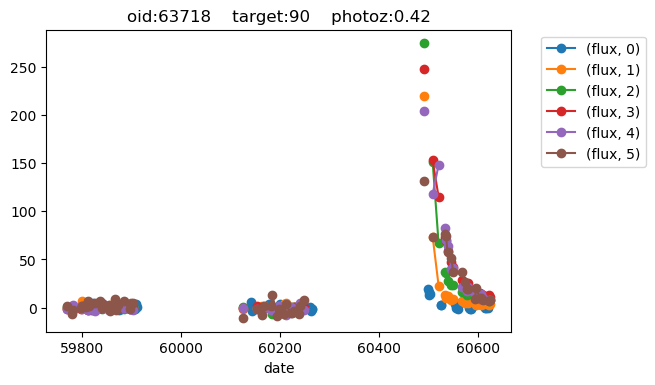 oid:63718 target:90 photoz:0.42
250
200
150
100
50
0
59800 60000 60200 60400 60600
date
(flux, 0)
(flux, 1)
(flux, 2)
(flux, 3)
(flux, 4)
(flux, 5)